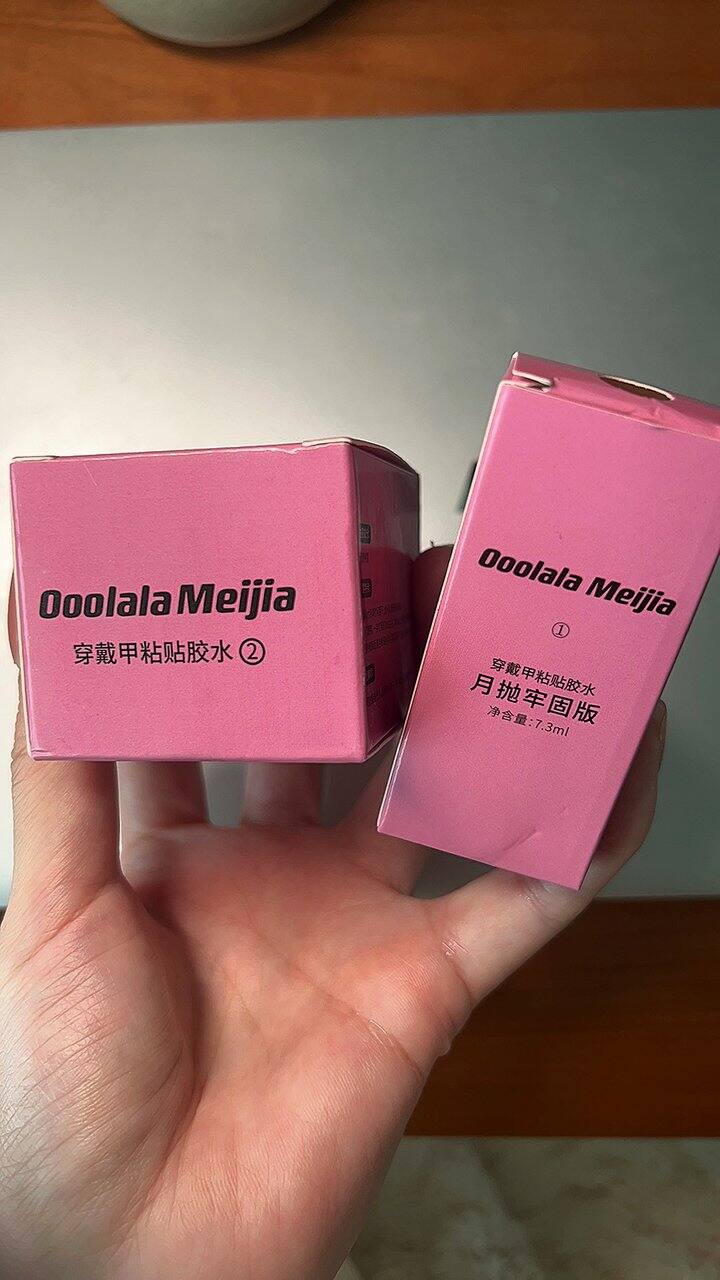 Ooolala Meijia
穿戴甲粘贴胶水②
Ooolala Meijia
①
穿戴甲粘贴胶水
月抛牢固版
净含量:7.3ml